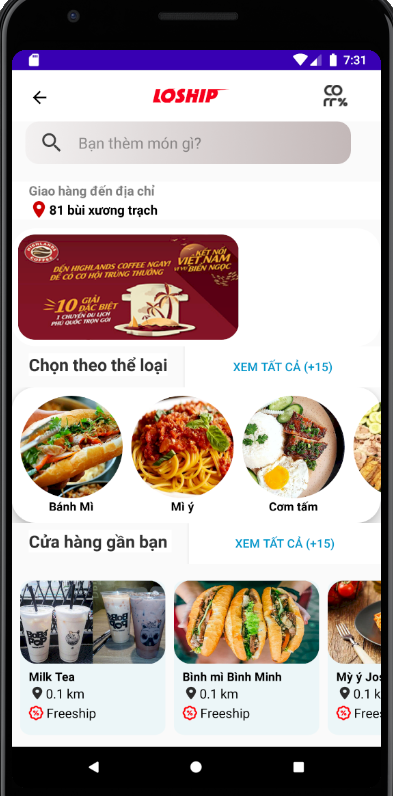 7:31
LOSHIP
Bạn thèm món gì?
Giao hàng đến địa chỉ
81 bùi xương trạch
HIGHLANDS
COFFEE
KẾT NỐI
VIỆT NAM
BIỂN NGỌC
ĐẾN HIGHLANDS COFFEE NGAY!
ĐỂ CÓ CƠ HỘI TRÚNG THƯỞNG
10 GIẢI
ĐẶC BIỆT
1 CHUYẾN DU LỊCH
PHÚ QUỐC TRỌN GÓI
Chọn theo thể loại
XEM TẤT CẢ (+15)
Bánh Mì
Mì ý
Cơm tấm
Cửa hàng gần bạn
XEM TẤT CẢ (+15)
Milk Tea
0.1 km
Freeship
Bình mì Bình Minh
0.1 km
Freeship
Mỳ ý Jos
0.1 k
Free